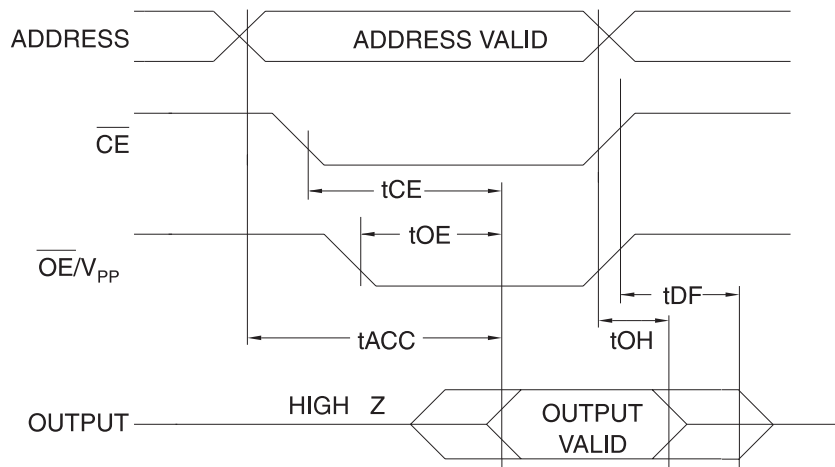 ADDRESS
ADDRESS VALID
CE
tCE
tOE
OE/VPP
tDF
tACC
tOH
HIGH Z
OUTPUT
OUTPUT
VALID